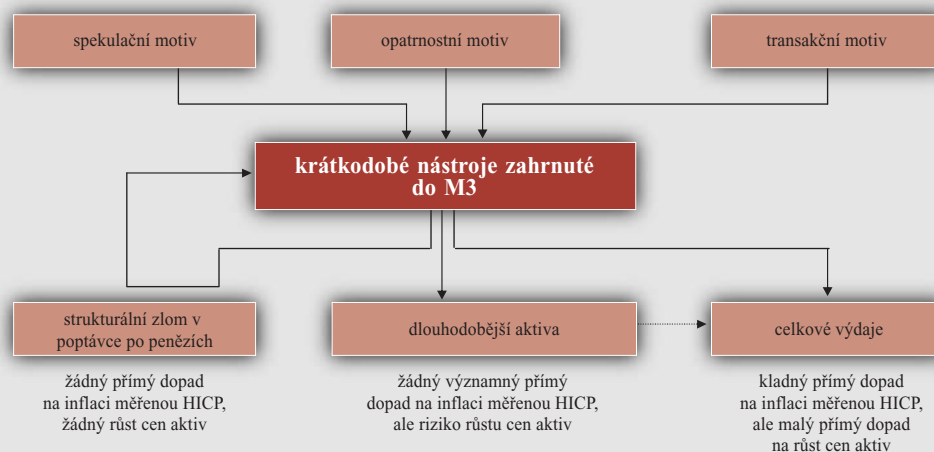 spekulační motiv
opatrnostní motiv
transakční motiv
krátkodobé nástroje zahrnuté
do M3
strukturální zlom v
poptávce po penězích
dlouhodobější aktiva
celkové výdaje
žádný přímý dopad
na inflaci měřenou HICP,
žádný růst cen aktiv
žádný významný přímý
dopad na inflaci měřenou HICP,
ale riziko růstu cen aktiv
kladný přímý dopad
na inflaci měřenou HICP,
ale malý přímý dopad
na růst cen aktiv